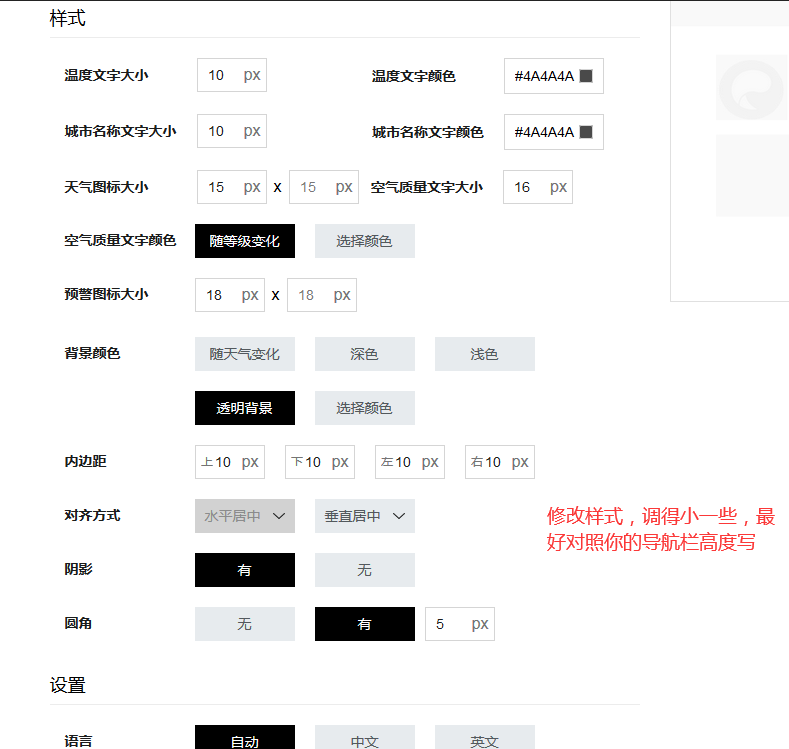 样式
温度文字大小 10 px 温度文字颜色 #4A4A4A
城市名称文字大小 10 px 城市名称文字颜色 #4A4A4A
天气图标大小 15 px x 15 px 空气质量文字大小 16 px
空气质量文字颜色 随等级变化 选择颜色
预警图标大小 18 px x 18 px
背景颜色 随天气变化 深色 浅色
透明背景 选择颜色
内边距 上10 px 下10 px 左10 px 右10 px
对齐方式 水平居中 垂直居中
修改样式，调得小一些，最
好对照你的导航栏高度写
阴影 有 无
圆角 无 有 5 px
设置
语言 自动 中文 英文